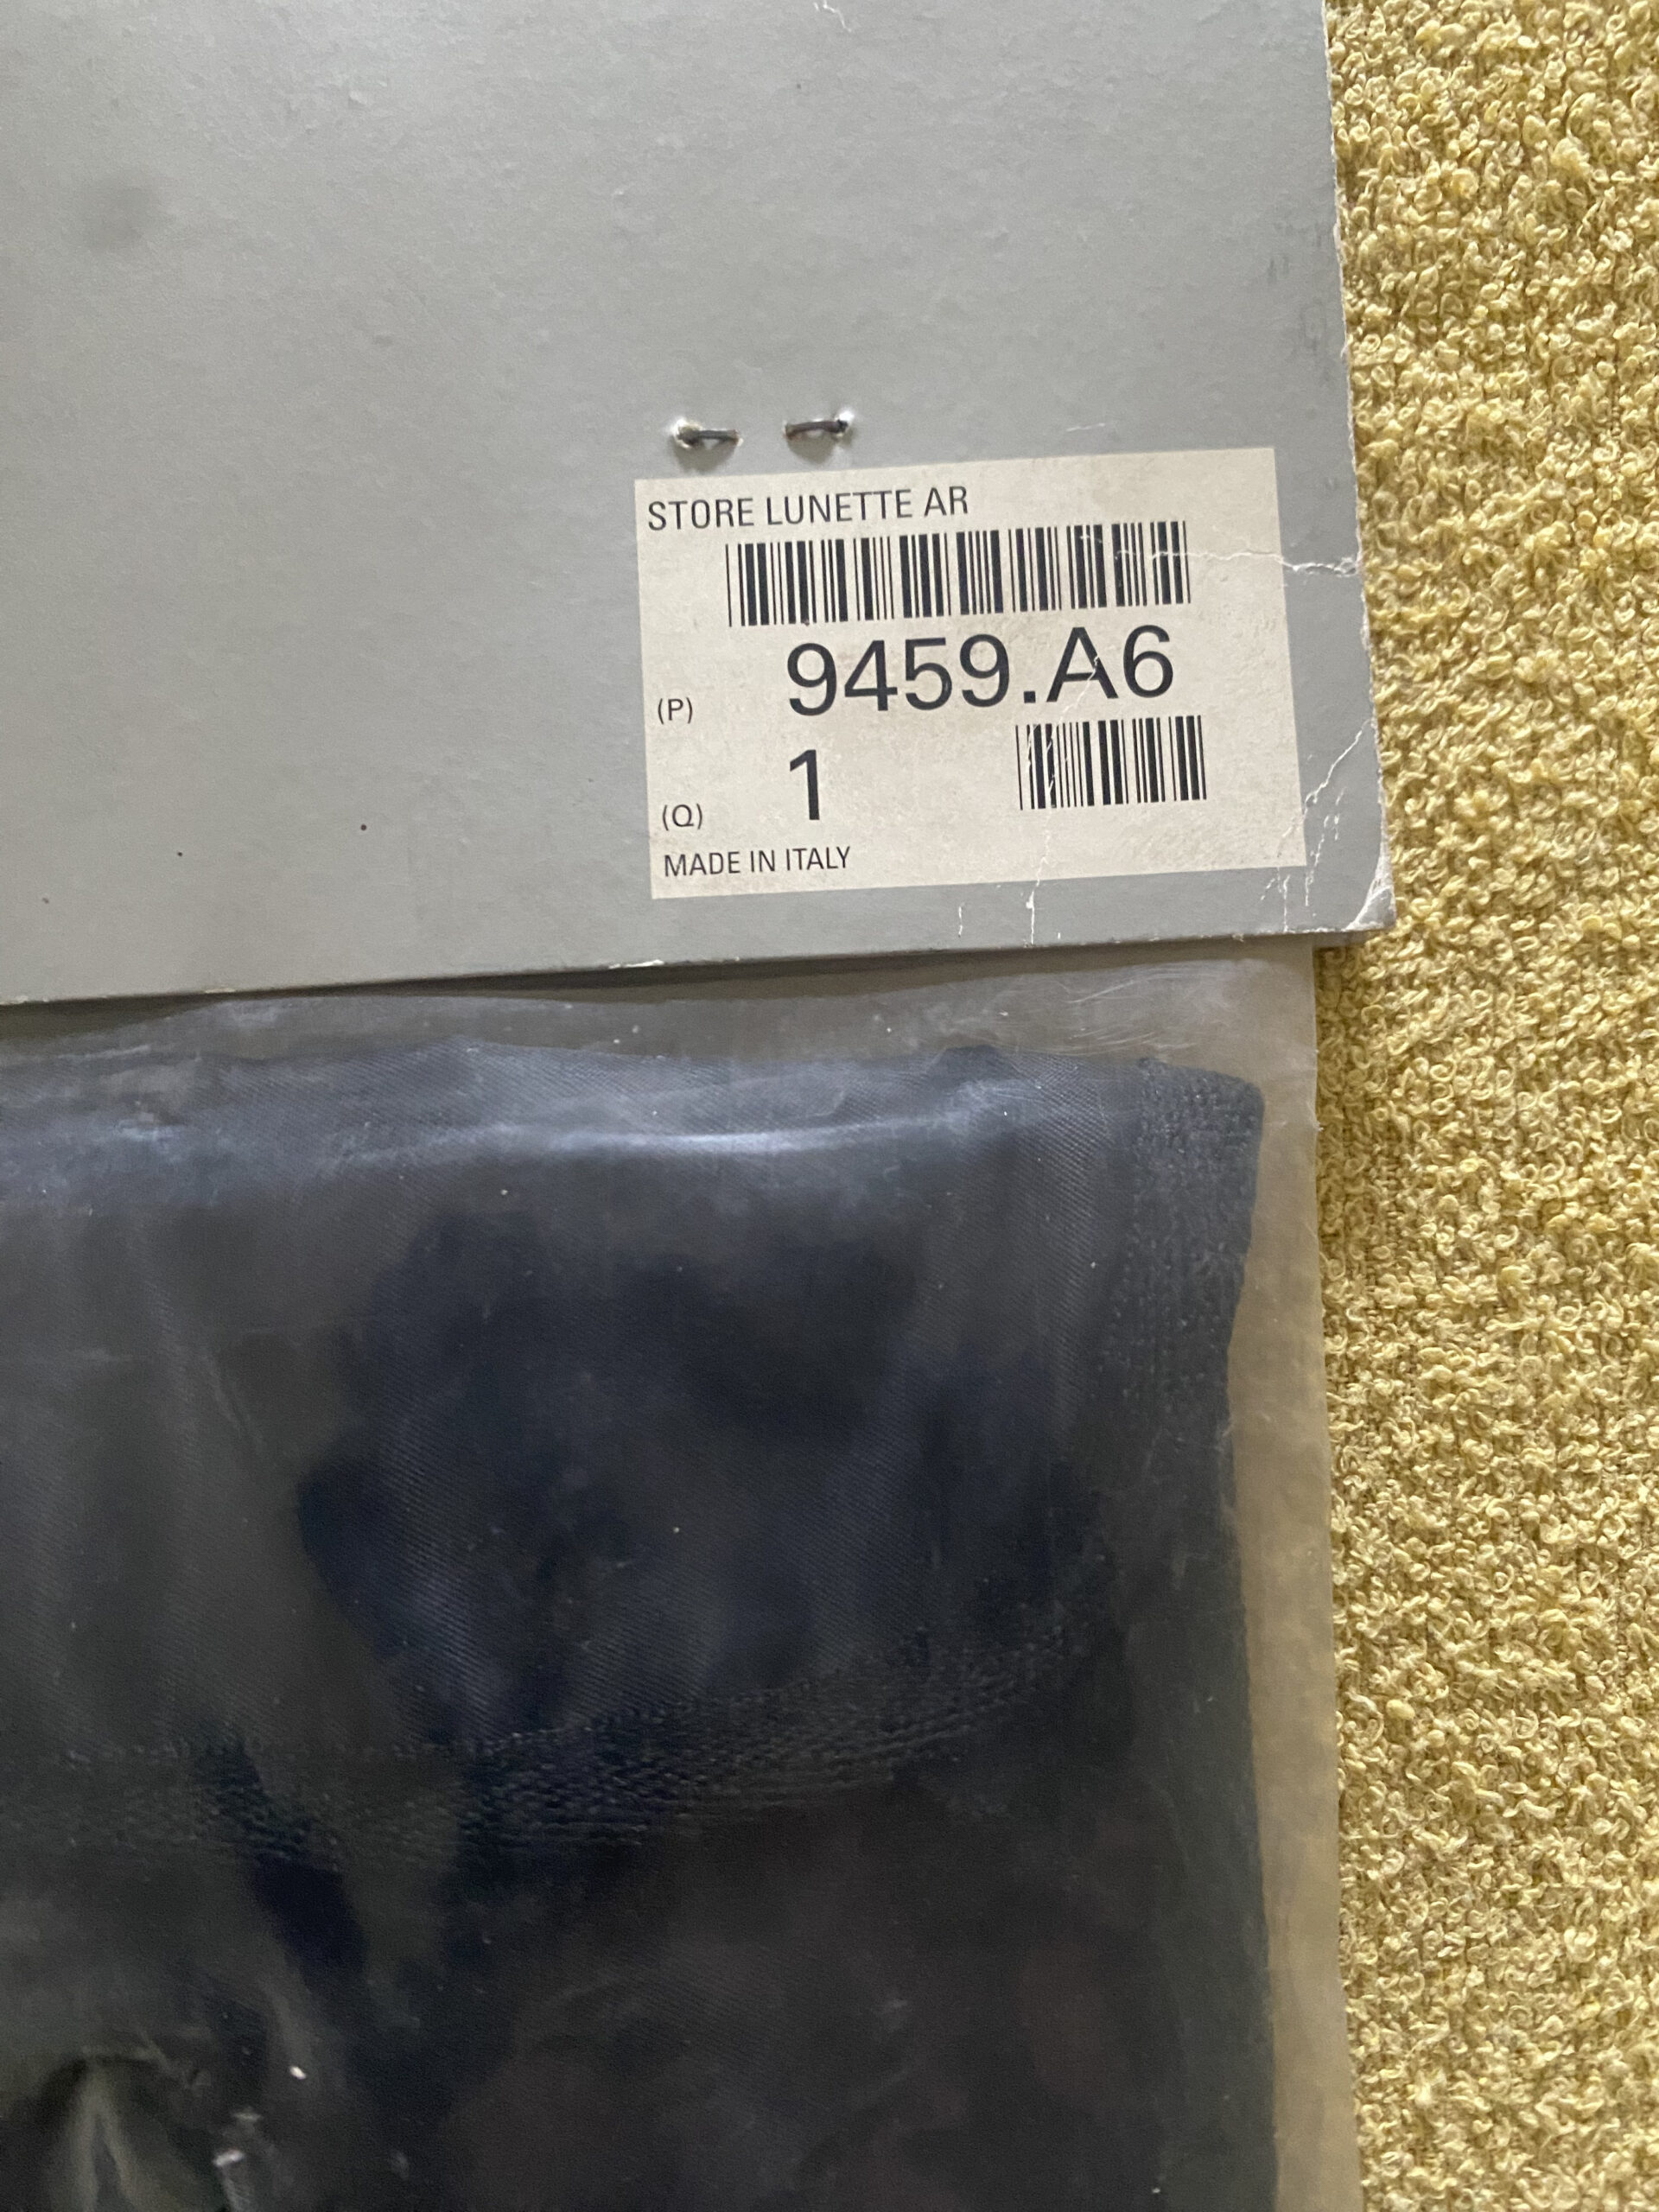 STORE LUNETTE AR
(P) 9459.A6
(Q) 1
MADE IN ITALY